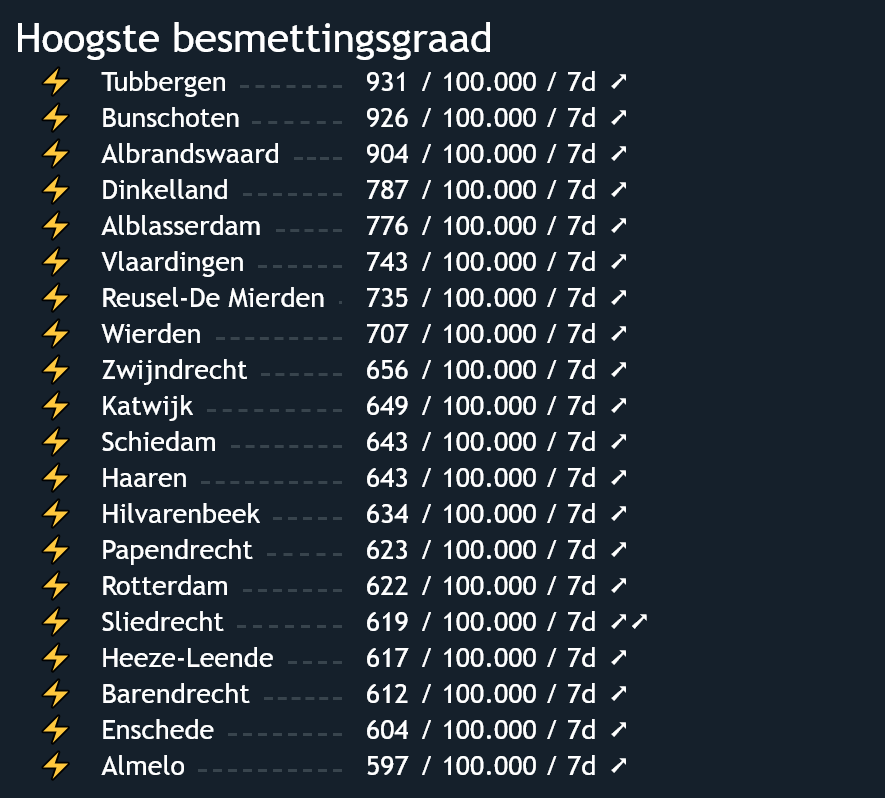 Hoogste besmettingsgraad
⚡ Tubbergen ------- 931 / 100.000 / 7d ➚
⚡ Bunschoten ------ 926 / 100.000 / 7d ➚
⚡ Albrandswaard ---- 904 / 100.000 / 7d ➚
⚡ Dinkelland ------- 787 / 100.000 / 7d ➚
⚡ Alblasserdam ----- 776 / 100.000 / 7d ➚
⚡ Vlaardingen ------ 743 / 100.000 / 7d ➚
⚡ Reusel-De Mierden - 735 / 100.000 / 7d ➚
⚡ Wierden --------- 707 / 100.000 / 7d ➚
⚡ Zwijndrecht ------ 656 / 100.000 / 7d ➚
⚡ Katwijk --------- 649 / 100.000 / 7d ➚
⚡ Schiedam -------- 643 / 100.000 / 7d ➚
⚡ Haaren ---------- 643 / 100.000 / 7d ➚
⚡ Hilvarenbeek ----- 634 / 100.000 / 7d ➚
⚡ Papendrecht ----- 623 / 100.000 / 7d ➚
⚡ Rotterdam ------- 622 / 100.000 / 7d ➚
⚡ Sliedrecht ------- 619 / 100.000 / 7d ➚➚
⚡ Heeze-Leende ---- 617 / 100.000 / 7d ➚
⚡ Barendrecht ------ 612 / 100.000 / 7d ➚
⚡ Enschede -------- 604 / 100.000 / 7d ➚
⚡ Almelo ---------- 597 / 100.000 / 7d ➚